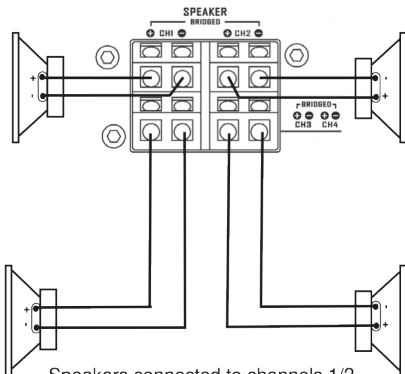 SPEAKER
BRIDGED
+ CH1 − + CH2 −
+ -
- +
BRIDGED
+ − + −
CH3 CH4
+ -
- +
Speakers connected to channels 1/2